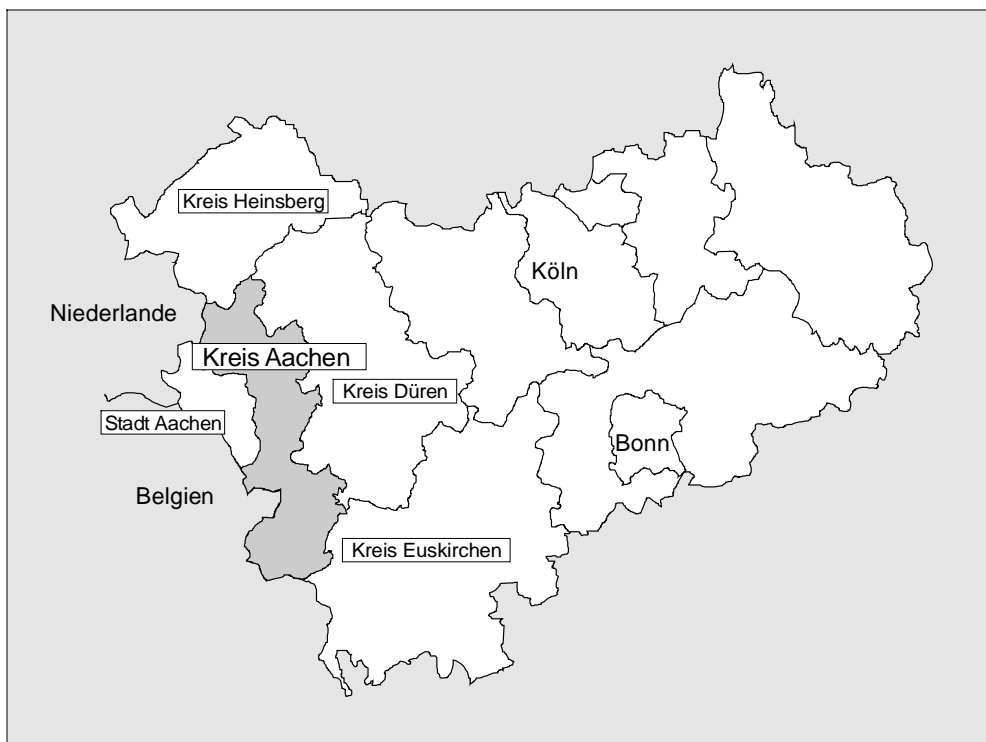 Kreis Heinsberg
Köln
Niederlande
Kreis Aachen
Kreis Düren
Stadt Aachen
Bonn
Belgien
Kreis Euskirchen